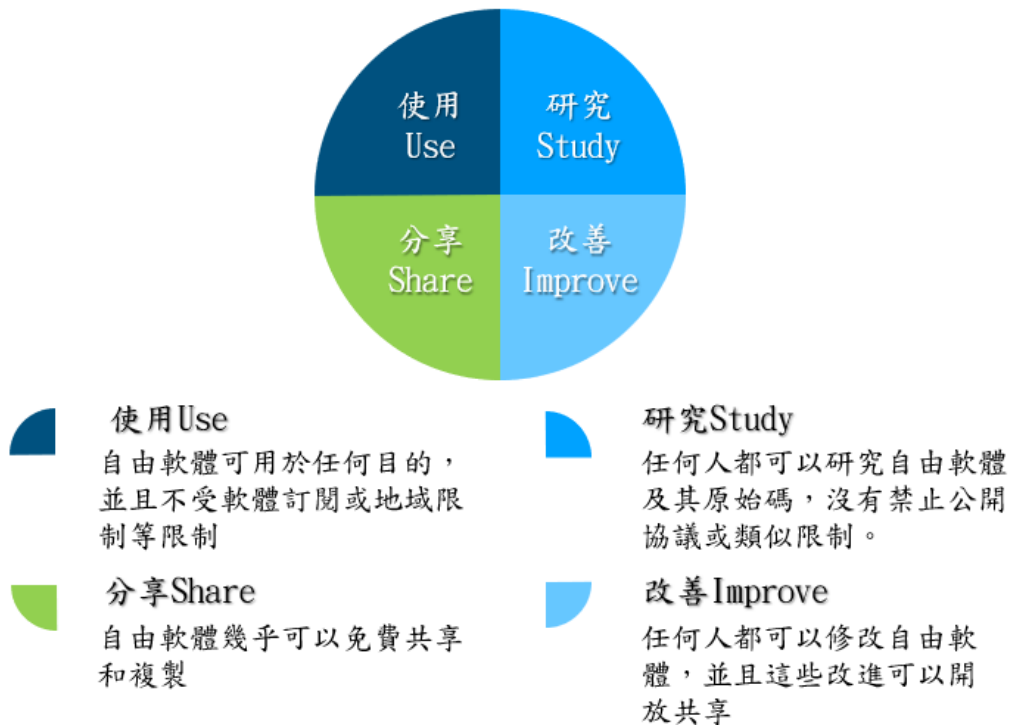 使用
Use
研究
Study
分享
Share
改善
Improve
使用Use
自由軟體可用於任何目的，
並且不受軟體訂閱或地域限
制等限制
研究Study
任何人都可以研究自由軟體
及其原始碼，沒有禁止公開
協議或類似限制。
分享Share
自由軟體幾乎可以免費共享
和複製
改善Improve
任何人都可以修改自由軟
體，並且這些改進可以開
放共享